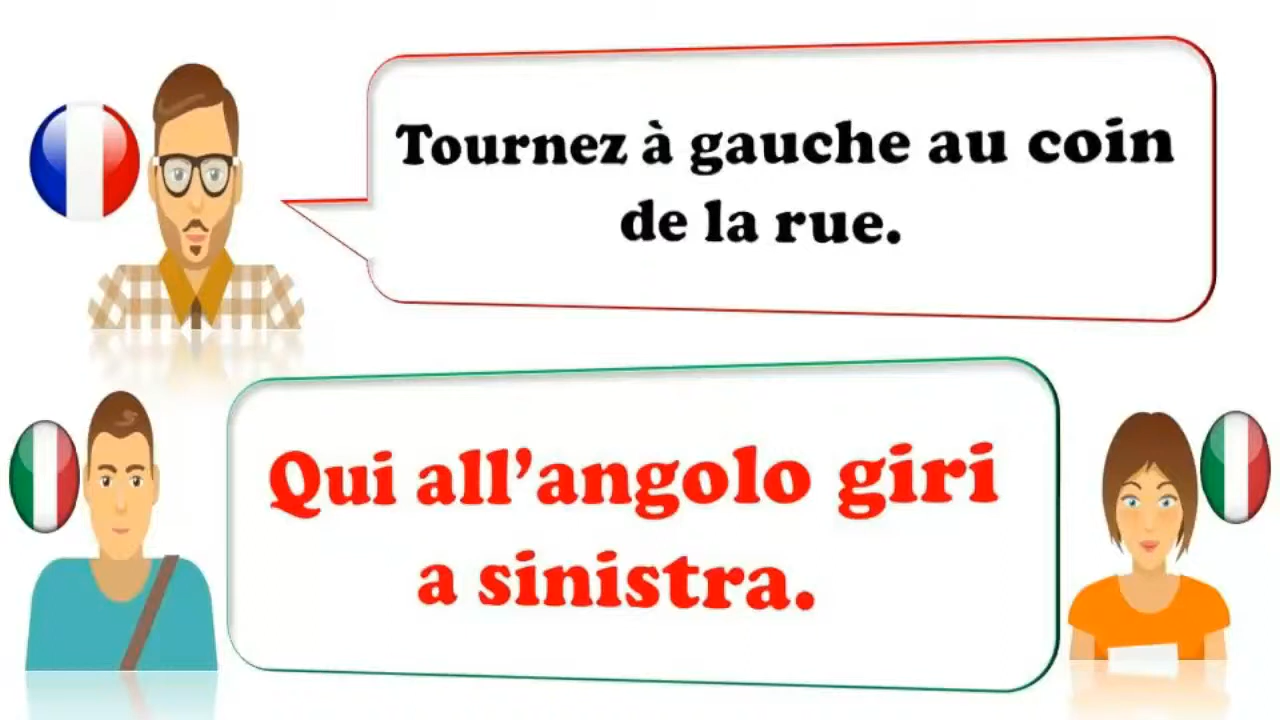 Tournez à gauche au coin
de la rue.
Qui all’angolo giri
a sinistra.